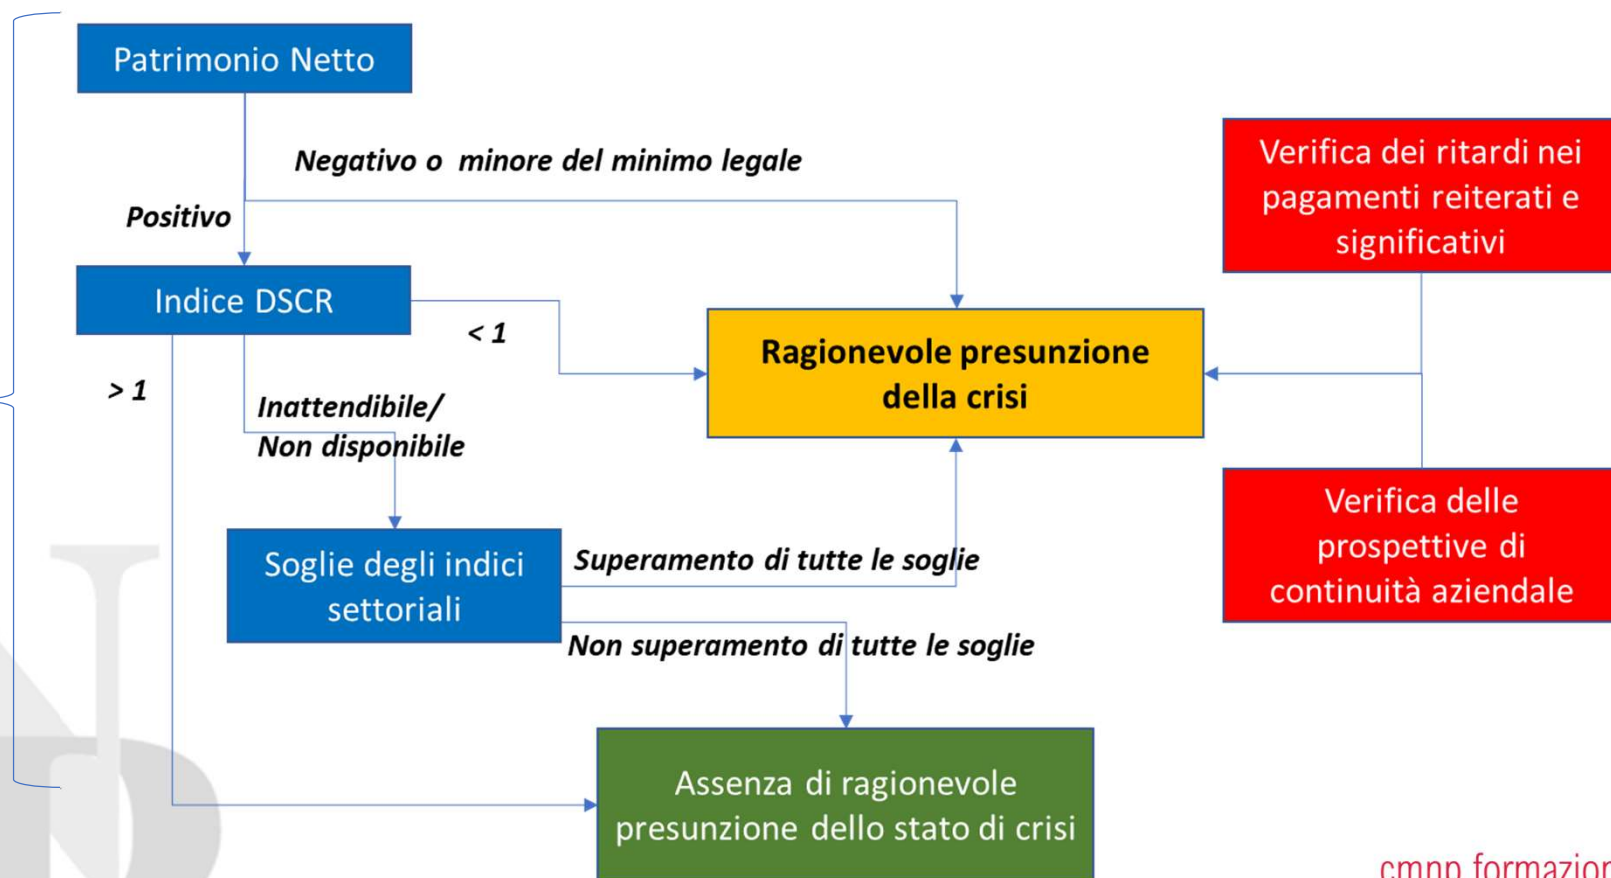 Patrimonio Netto
Negativo o minore del minimo legale
Positivo
Verifica dei ritardi nei
pagamenti reiterati e
significativi
Indice DSCR
< 1
> 1
Ragionevole presunzione
della crisi
Inattendibile/
Non disponibile
Verifica delle
prospettive di
continuità aziendale
Soglie degli indici
settoriali
Superamento di tutte le soglie
Non superamento di tutte le soglie
Assenza di ragionevole
presunzione dello stato di crisi
cmnp formazion